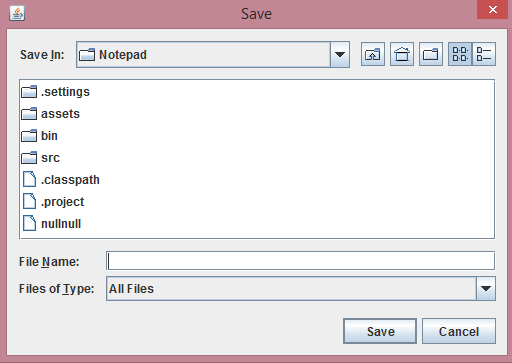 Save
Save In: Notepad
.settings
assets
bin
src
.classpath
.project
nullnull
File Name:
Files of Type: All Files
Save Cancel